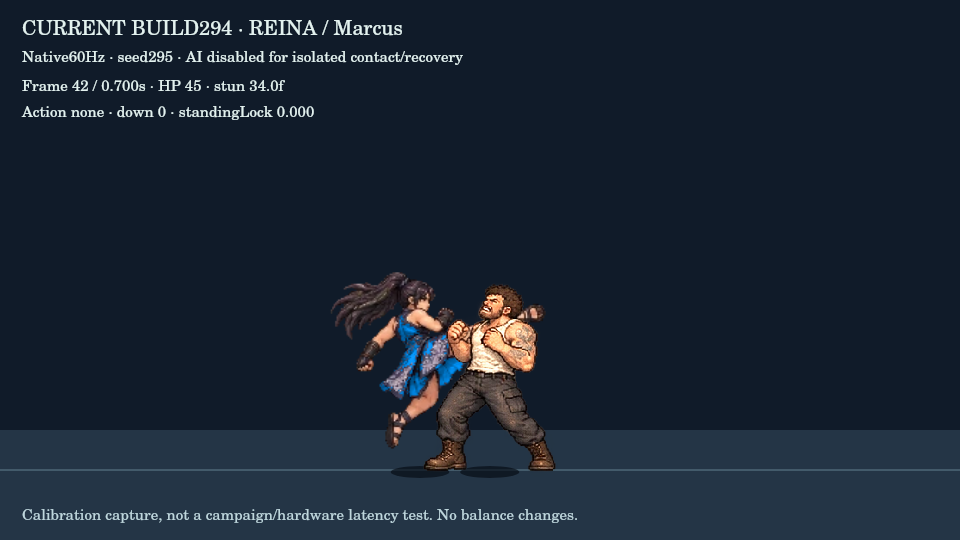 CURRENT BUILD294 · REINA / Marcus
Native60Hz · seed295 · AI disabled for isolated contact/recovery
Frame 42 / 0.700s · HP 45 · stun 34.0f
Action none · down 0 · standingLock 0.000
Calibration capture, not a campaign/hardware latency test. No balance changes.